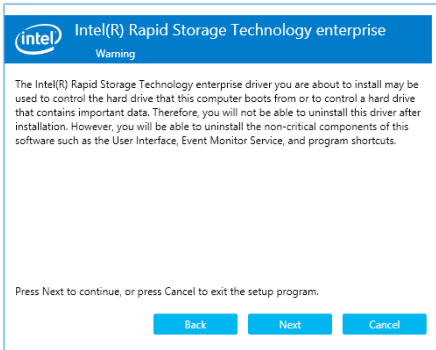 intel
Intel(R) Rapid Storage Technology enterprise
Warning
The Intel(R) Rapid Storage Technology enterprise driver you are about to install may be
used to control the hard drive that this computer boots from or to control a hard drive
that contains important data. Therefore, you will not be able to uninstall this driver after
installation. However, you will be able to uninstall the non-critical components of this
software such as the User Interface, Event Monitor Service, and program shortcuts.
Press Next to continue, or press Cancel to exit the setup program.
Back Next Cancel